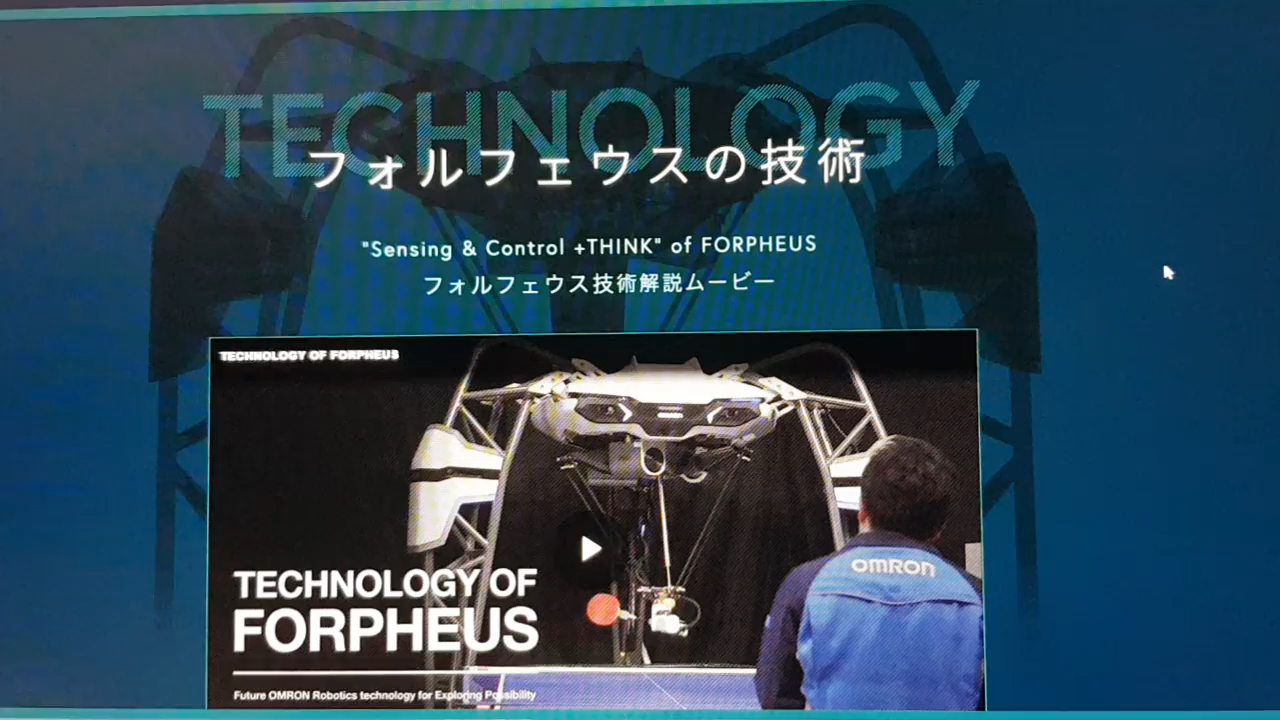 TECHNOLOGY
フォルフェウスの技術
"Sensing & Control +THINK" of FORPHEUS
フォルフェウス技術解説ムービー
TECHNOLOGY OF FORPHEUS
OMRON
TECHNOLOGY OF
FORPHEUS
Future OMRON Robotics technology for Exploring Possibility